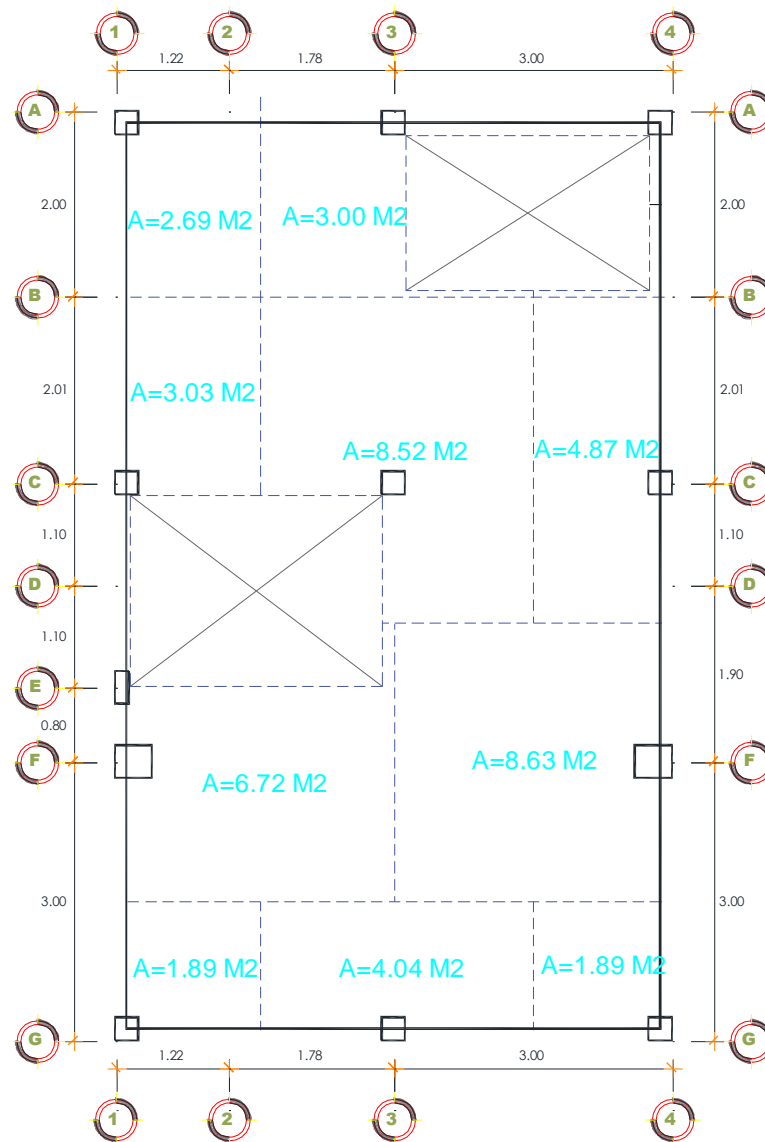 1 2 3 4
1.22 1.78 3.00
A A
2.00 2.00
A=2.69 M2 A=3.00 M2
B B
2.01 2.01
A=3.03 M2
A=8.52 M2 A=4.87 M2
C C
1.10 1.10
D D
1.10
1.90
E
0.80
F F
A=8.63 M2
A=6.72 M2
3.00 3.00
A=1.89 M2 A=4.04 M2 A=1.89 M2
G G
1.22 1.78 3.00
1 2 3 4